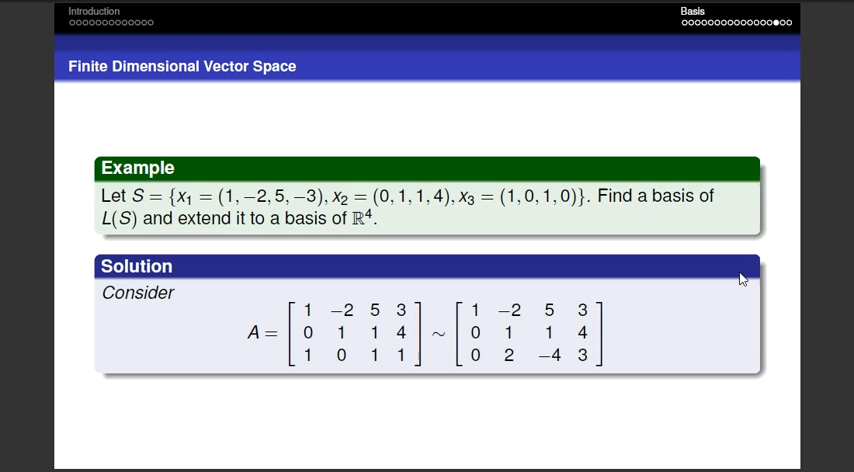 Introduction
Basis
Finite Dimensional Vector Space
Example
Let S = {x₁ = (1, −2, 5, −3), x₂ = (0, 1, 1, 4), x₃ = (1, 0, 1, 0)}. Find a basis of
L(S) and extend it to a basis of ℝ⁴.
Solution
Consider
A = [ 1 −2 5 3 ; 0 1 1 4 ; 1 0 1 1 ] ∼ [ 1 −2 5 3 ; 0 1 1 4 ; 0 2 −4 3 ]